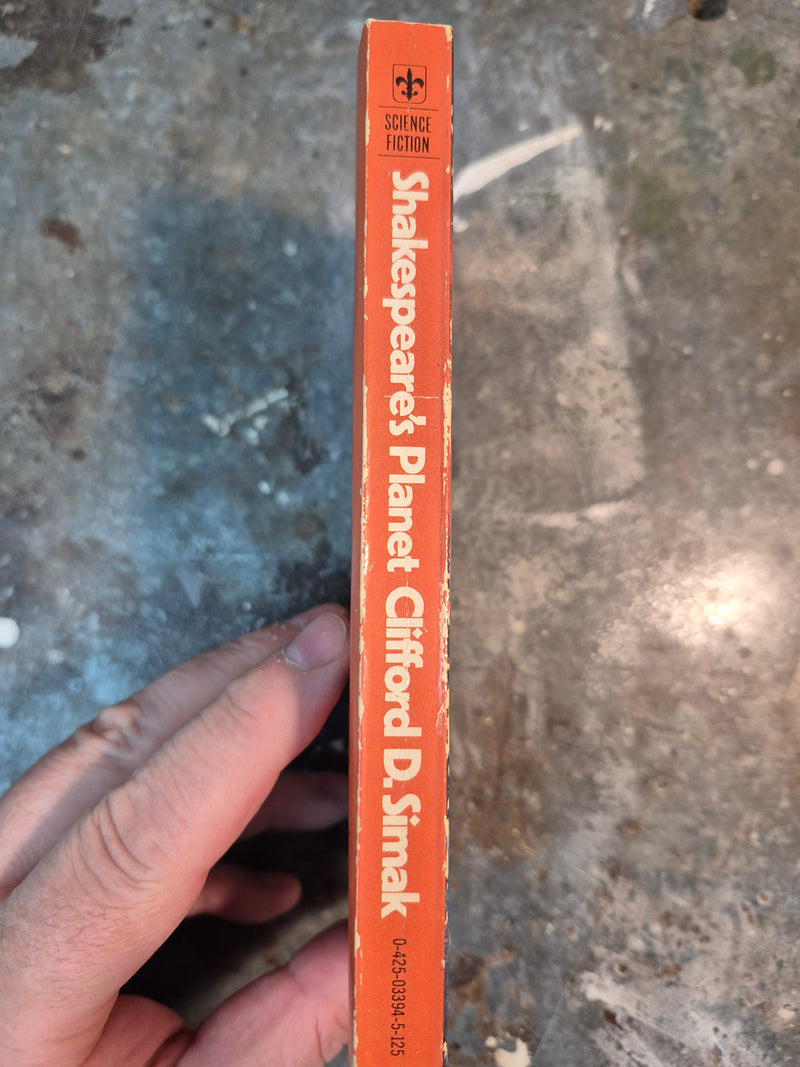 SCIENCE
FICTION
Shakespeare's Planet Clifford D. Simak
0-425-03394-5-125